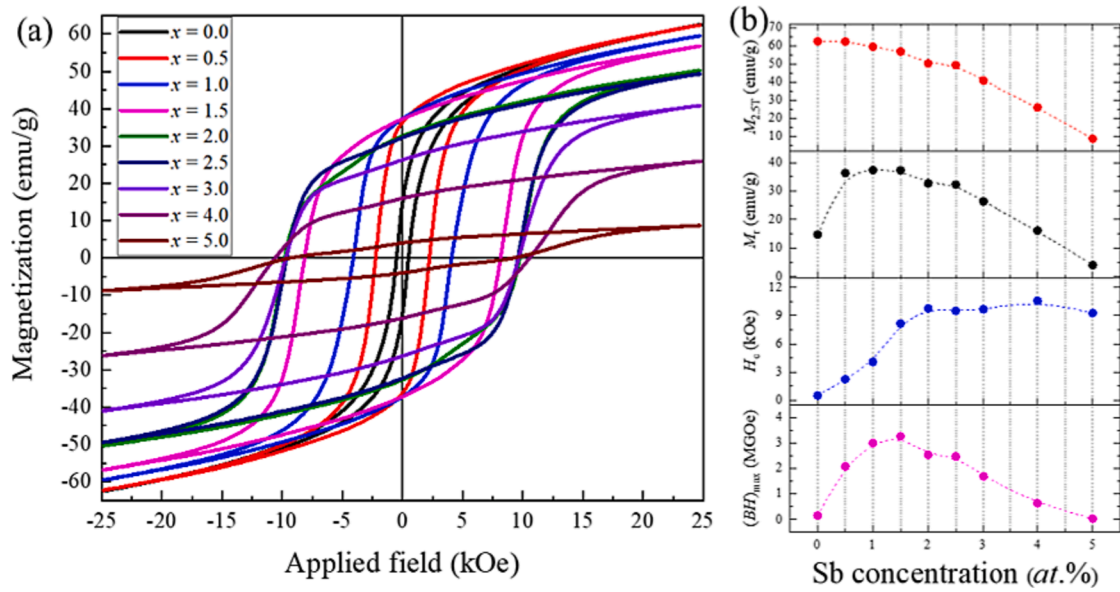 (a)
Magnetization (emu/g)
60
50
40
30
20
10
0
-10
-20
-30
-40
-50
-60
x = 0.0
x = 0.5
x = 1.0
x = 1.5
x = 2.0
x = 2.5
x = 3.0
x = 4.0
x = 5.0
-25 -20 -15 -10 -5 0 5 10 15 20 25
Applied field (kOe)
(b)
M2.5T (emu/g)
70
60
50
40
30
20
10
Mr (emu/g)
40
30
20
10
0
Hc (kOe)
12
9
6
3
0
(BH)max (MGOe)
4
3
2
1
0
0 1 2 3 4 5
Sb concentration (at.%)